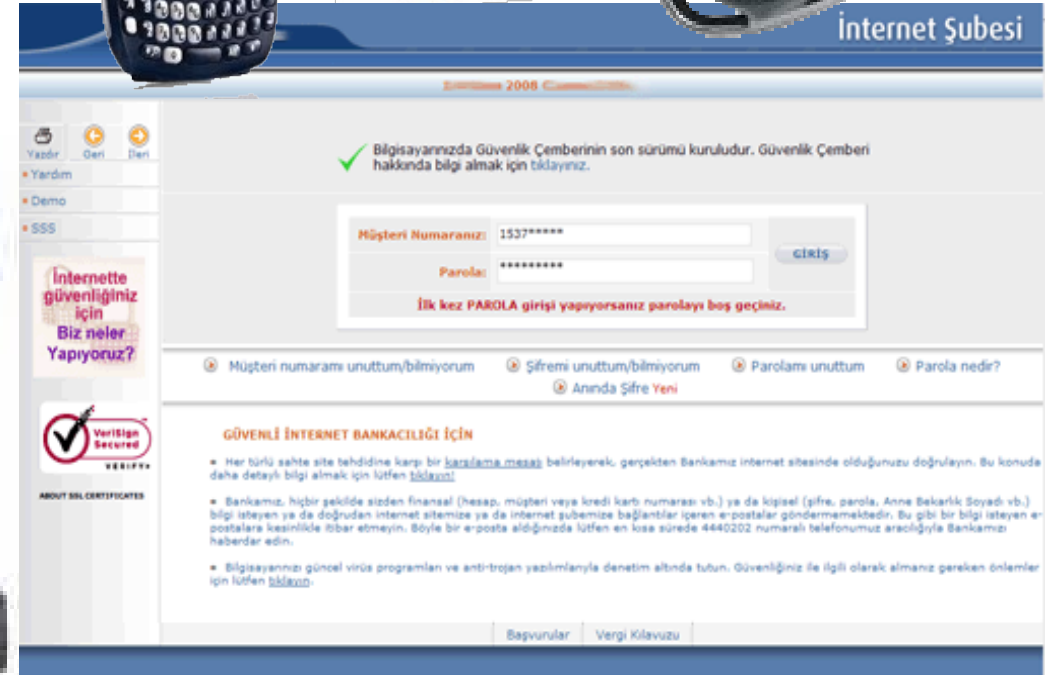 İnternet Şubesi
2008
Yazdır Geri İleri
Yardım
Demo
SSS
Bilgisayarınızda Güvenlik Çemberinin son sürümü kuruludur. Güvenlik Çemberi
hakkında bilgi almak için tıklayınız.
Müşteri Numaranız: 1537*****
Parola: *********
GİRİŞ
İlk kez PAROLA girişi yapıyorsanız parolayı boş geçiniz.
İnternette
güvenliğiniz
için
Biz neler
Yapıyoruz?
Müşteri numaramı unuttum/bilmiyorum Şifremi unuttum/bilmiyorum Parolamı unuttum Parola nedir?
Anında Şifre Yeni
VeriSign
Secured
VERIFY
ABOUT SSL CERTIFICATES
GÜVENLİ İNTERNET BANKACILIĞI İÇİN
Her türlü sahte site tehdidine karşı bir karşılama mesajı belirleyerek, gerçekten Bankamız internet sitesinde olduğunuzu doğrulayın. Bu konuda
daha detaylı bilgi almak için lütfen tıklayın!
Bankamız, hiçbir şekilde sizden finansal (hesap, müşteri veya kredi kartı numarası vb.) ya da kişisel (şifre, parola, Anne Bekarlık Soyadı vb.)
bilgi isteyen ya da doğrudan internet sitemize ya da internet şubemize bağlantılar içeren e-postalar göndermemektedir. Bu gibi bir bilgi isteyen e-
postalara kesinlikle itibar etmeyin. Böyle bir e-posta aldığınızda lütfen en kısa sürede 4440202 numaralı telefonumuz aracılığıyla Bankamızı
haberdar edin.
Bilgisayarınızı güncel virüs programları ve anti-trojan yazılımlarıyla denetim altında tutun. Güvenliğiniz ile ilgili olarak almanız gereken önlemler
için lütfen tıklayın.
Başvurular Vergi Kılavuzu